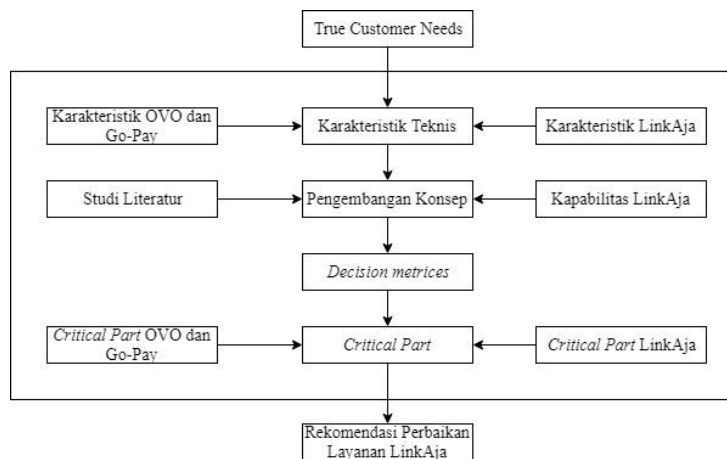 True Customer Needs
Karakteristik OVO dan
Go-Pay
Karakteristik Teknis
Karakteristik LinkAja
Studi Literatur
Pengembangan Konsep
Kapabilitas LinkAja
Decision metrices
Critical Part OVO dan
Go-Pay
Critical Part
Critical Part LinkAja
Rekomendasi Perbaikan
Layanan LinkAja